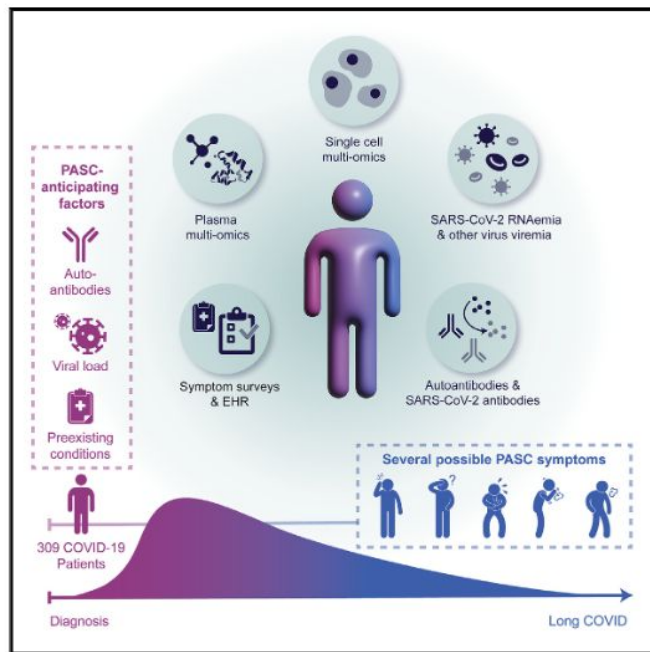 Single cell
multi-omics
PASC-
anticipating
factors
Plasma
multi-omics
SARS-CoV-2 RNAemia
& other virus viremia
Auto-
antibodies
Viral load
Symptom surveys
& EHR
Autoantibodies &
SARS-CoV-2 antibodies
Preexisting
conditions
Several possible PASC symptoms
?
309 COVID-19
Patients
Diagnosis
Long COVID